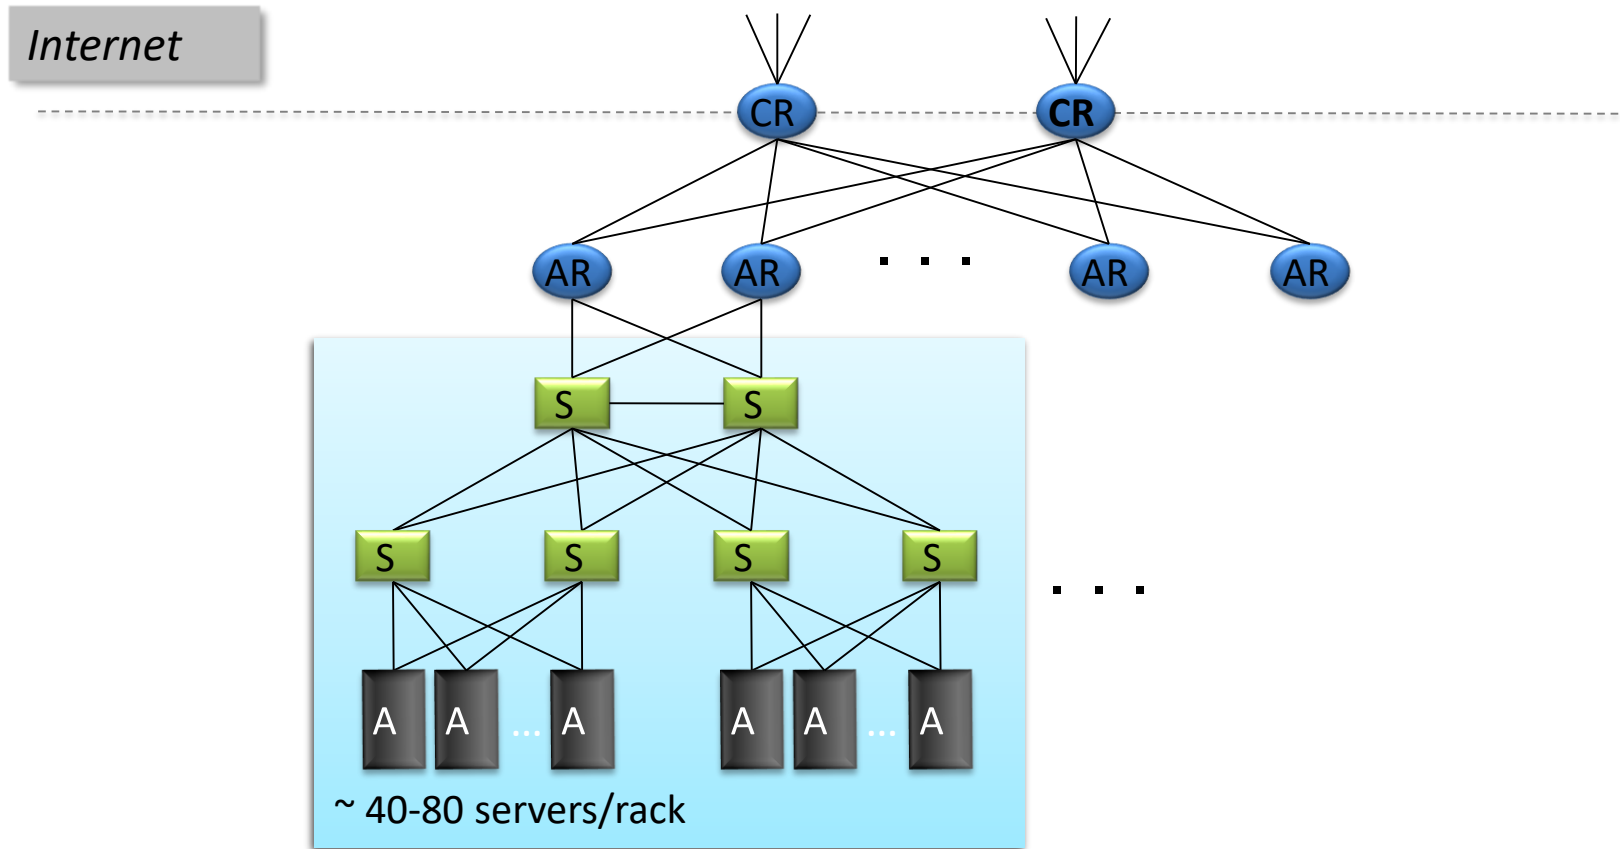 Internet
CR CR
AR AR . . . AR AR
S S
S S S S
. . .
A A ... A A A ... A
~ 40-80 servers/rack